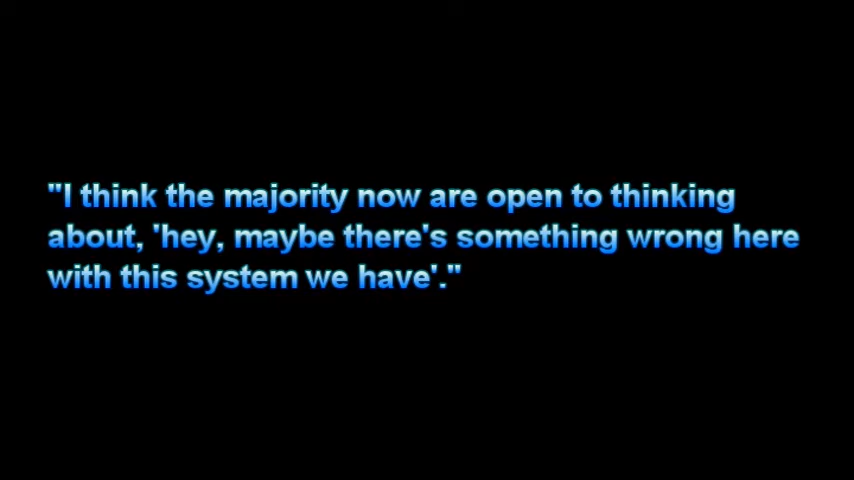 "I think the majority now are open to thinking
about, 'hey, maybe there's something wrong here
with this system we have'."